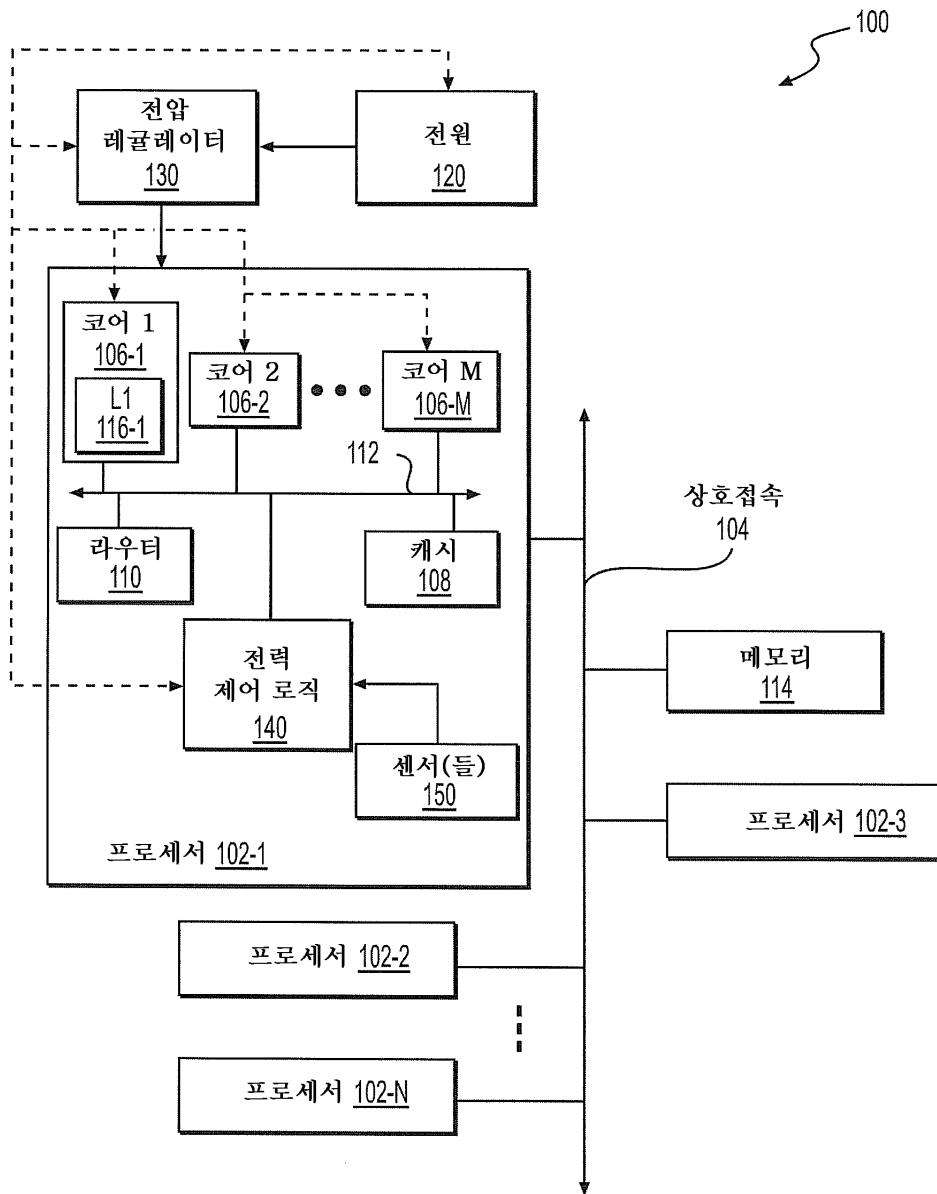 100
전압
레귤레이터
130
전원
120
코어 1
106-1
L1
116-1
코어 2
106-2
코어 M
106-M
112
라우터
110
캐시
108
전력
제어 로직
140
센서(들)
150
프로세서 102-1
상호접속
104
메모리
114
프로세서 102-3
프로세서 102-2
프로세서 102-N